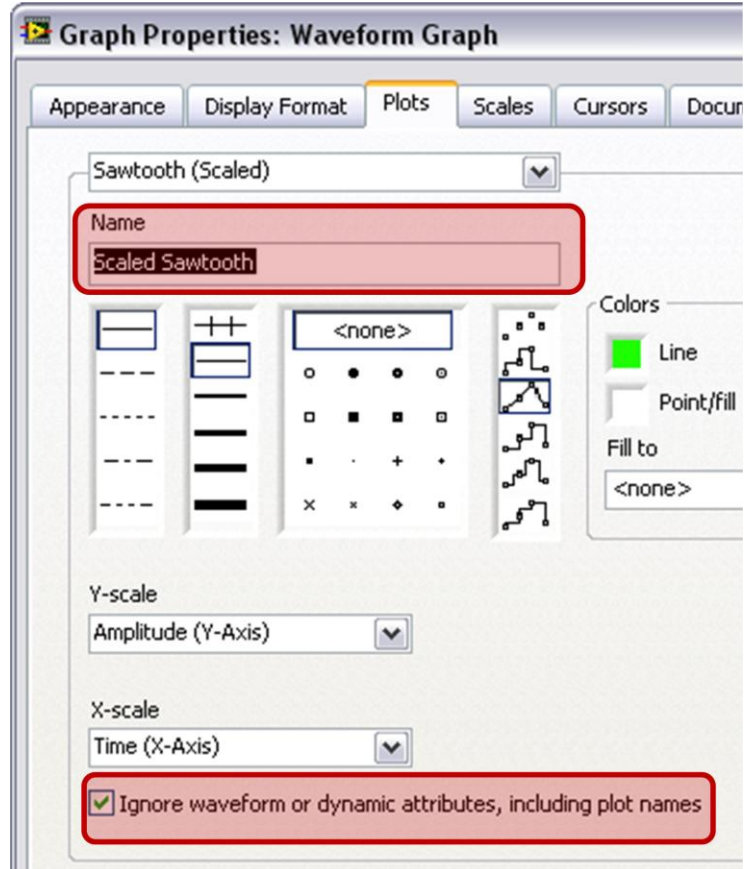 Graph Properties: Waveform Graph
Appearance Display Format Plots Scales Cursors Docum
Sawtooth (Scaled)
Name
Scaled Sawtooth
<none>
Colors
Line
Point/fill
Fill to
<none>
Y-scale
Amplitude (Y-Axis)
X-scale
Time (X-Axis)
Ignore waveform or dynamic attributes, including plot names